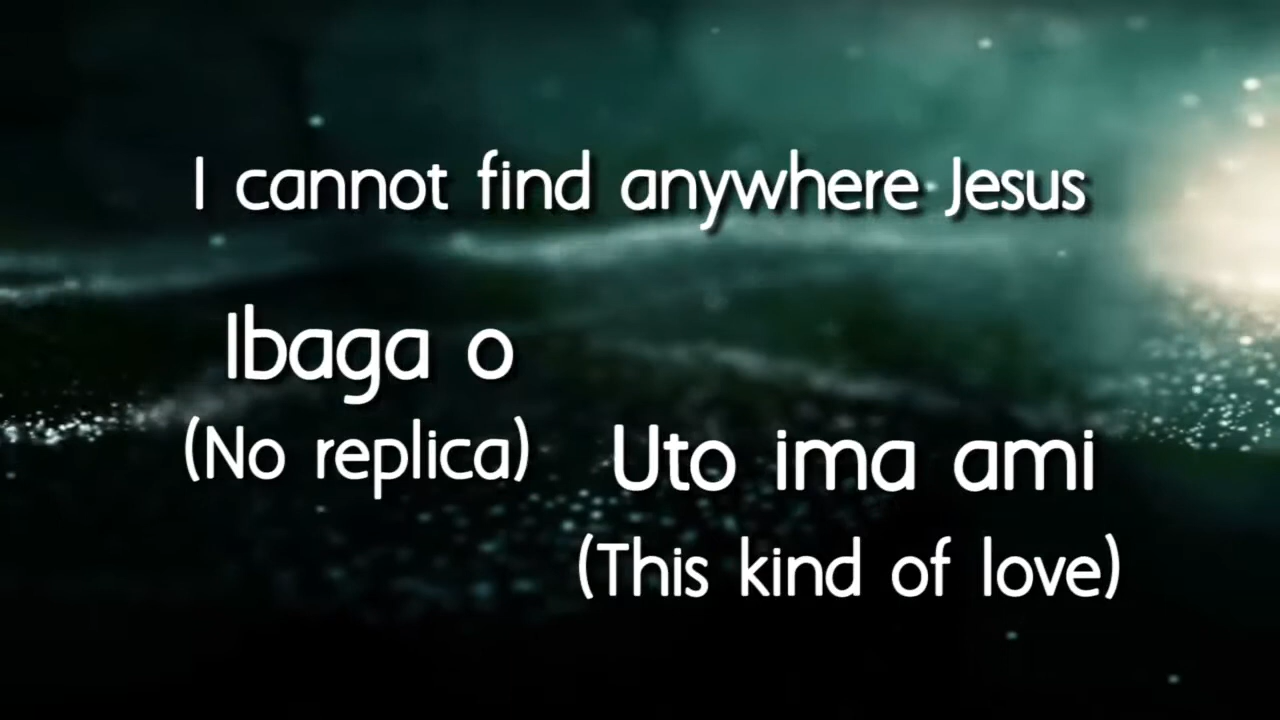 I cannot find anywhere Jesus
Ibaga o
(No replica)
Uto ima ami
(This kind of love)